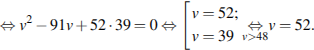 ⇔ v² − 91v + 52 · 39 = 0 ⇔ [ v = 52; v = 39 ⇔ v>48 v = 52.